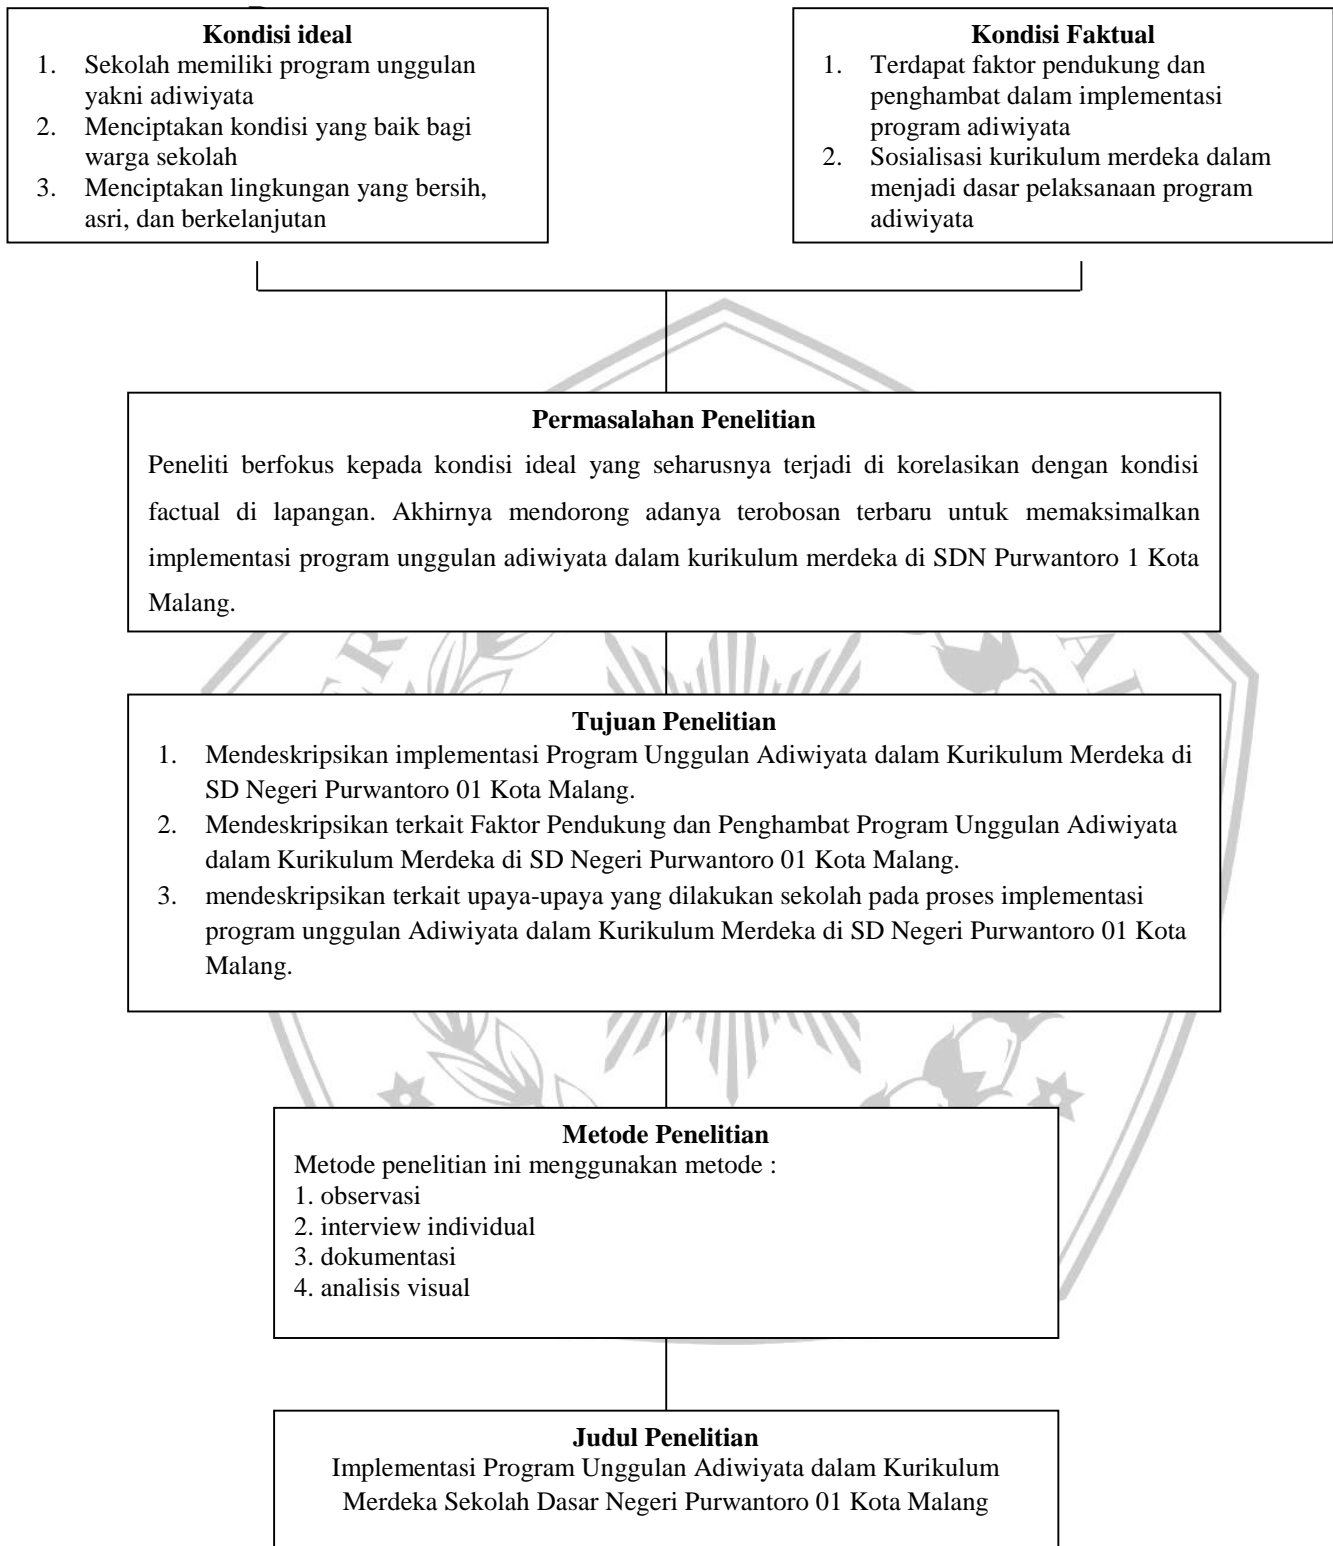 Kondisi ideal
1. Sekolah memiliki program unggulan
yakni adiwiyata
2. Menciptakan kondisi yang baik bagi
warga sekolah
3. Menciptakan lingkungan yang bersih,
asri, dan berkelanjutan
Kondisi Faktual
1. Terdapat faktor pendukung dan
penghambat dalam implementasi
program adiwiyata
2. Sosialisasi kurikulum merdeka dalam
menjadi dasar pelaksanaan program
adiwiyata
Permasalahan Penelitian
Peneliti berfokus kepada kondisi ideal yang seharusnya terjadi di korelasikan dengan kondisi
factual di lapangan. Akhirnya mendorong adanya terobosan terbaru untuk memaksimalkan
implementasi program unggulan adiwiyata dalam kurikulum merdeka di SDN Purwantoro 1 Kota
Malang.
Tujuan Penelitian
1. Mendeskripsikan implementasi Program Unggulan Adiwiyata dalam Kurikulum Merdeka di
SD Negeri Purwantoro 01 Kota Malang.
2. Mendeskripsikan terkait Faktor Pendukung dan Penghambat Program Unggulan Adiwiyata
dalam Kurikulum Merdeka di SD Negeri Purwantoro 01 Kota Malang.
3. mendeskripsikan terkait upaya-upaya yang dilakukan sekolah pada proses implementasi
program unggulan Adiwiyata dalam Kurikulum Merdeka di SD Negeri Purwantoro 01 Kota
Malang.
Metode Penelitian
Metode penelitian ini menggunakan metode :
1. observasi
2. interview individual
3. dokumentasi
4. analisis visual
Judul Penelitian
Implementasi Program Unggulan Adiwiyata dalam Kurikulum
Merdeka Sekolah Dasar Negeri Purwantoro 01 Kota Malang